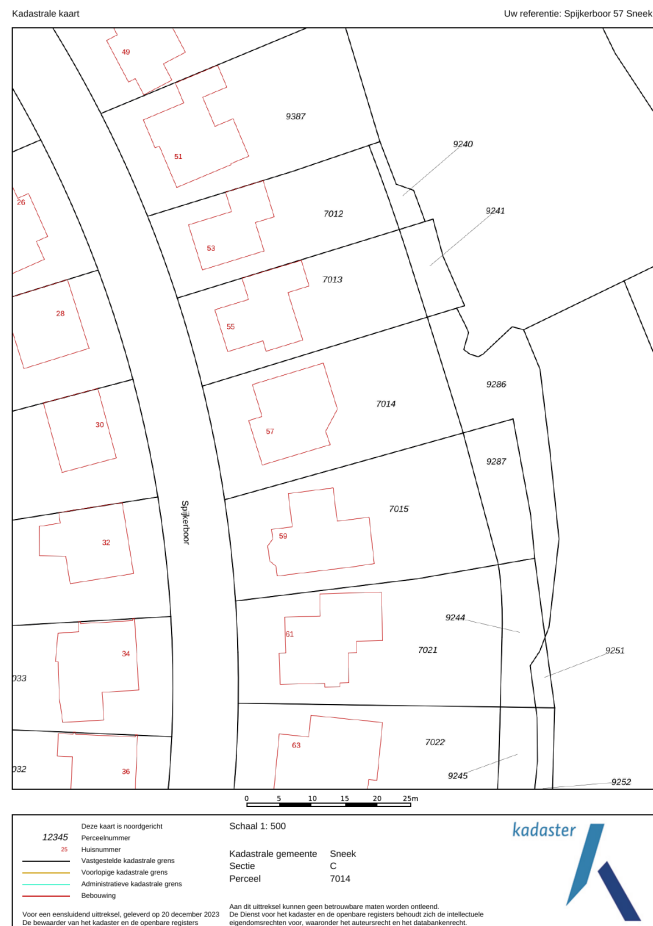 Kadastrale kaart
Uw referentie: Spijkerboor 57 Sneek
49
9387
9240
51
26
9241
7012
53
7013
28
55
9286
7014
30
57
9287
7015
Spijkerboor
59
32
9244
61
7021
9251
34
033
7022
63
032
36
9245
9252
0 5 10 15 20 25m
Deze kaart is noordgericht
12345 Perceelnummer
25 Huisnummer
Vastgestelde kadastrale grens
Voorlopige kadastrale grens
Administratieve kadastrale grens
Bebouwing
Voor een eensluidend uittreksel, geleverd op 20 december 2023
De bewaarder van het kadaster en de openbare registers
Schaal 1: 500
Kadastrale gemeente Sneek
Sectie C
Perceel 7014
Aan dit uittreksel kunnen geen betrouwbare maten worden ontleend.
De Dienst voor het kadaster en de openbare registers behoudt zich de intellectuele
eigendomsrechten voor, waaronder het auteursrecht en het databankenrecht.
kadaster